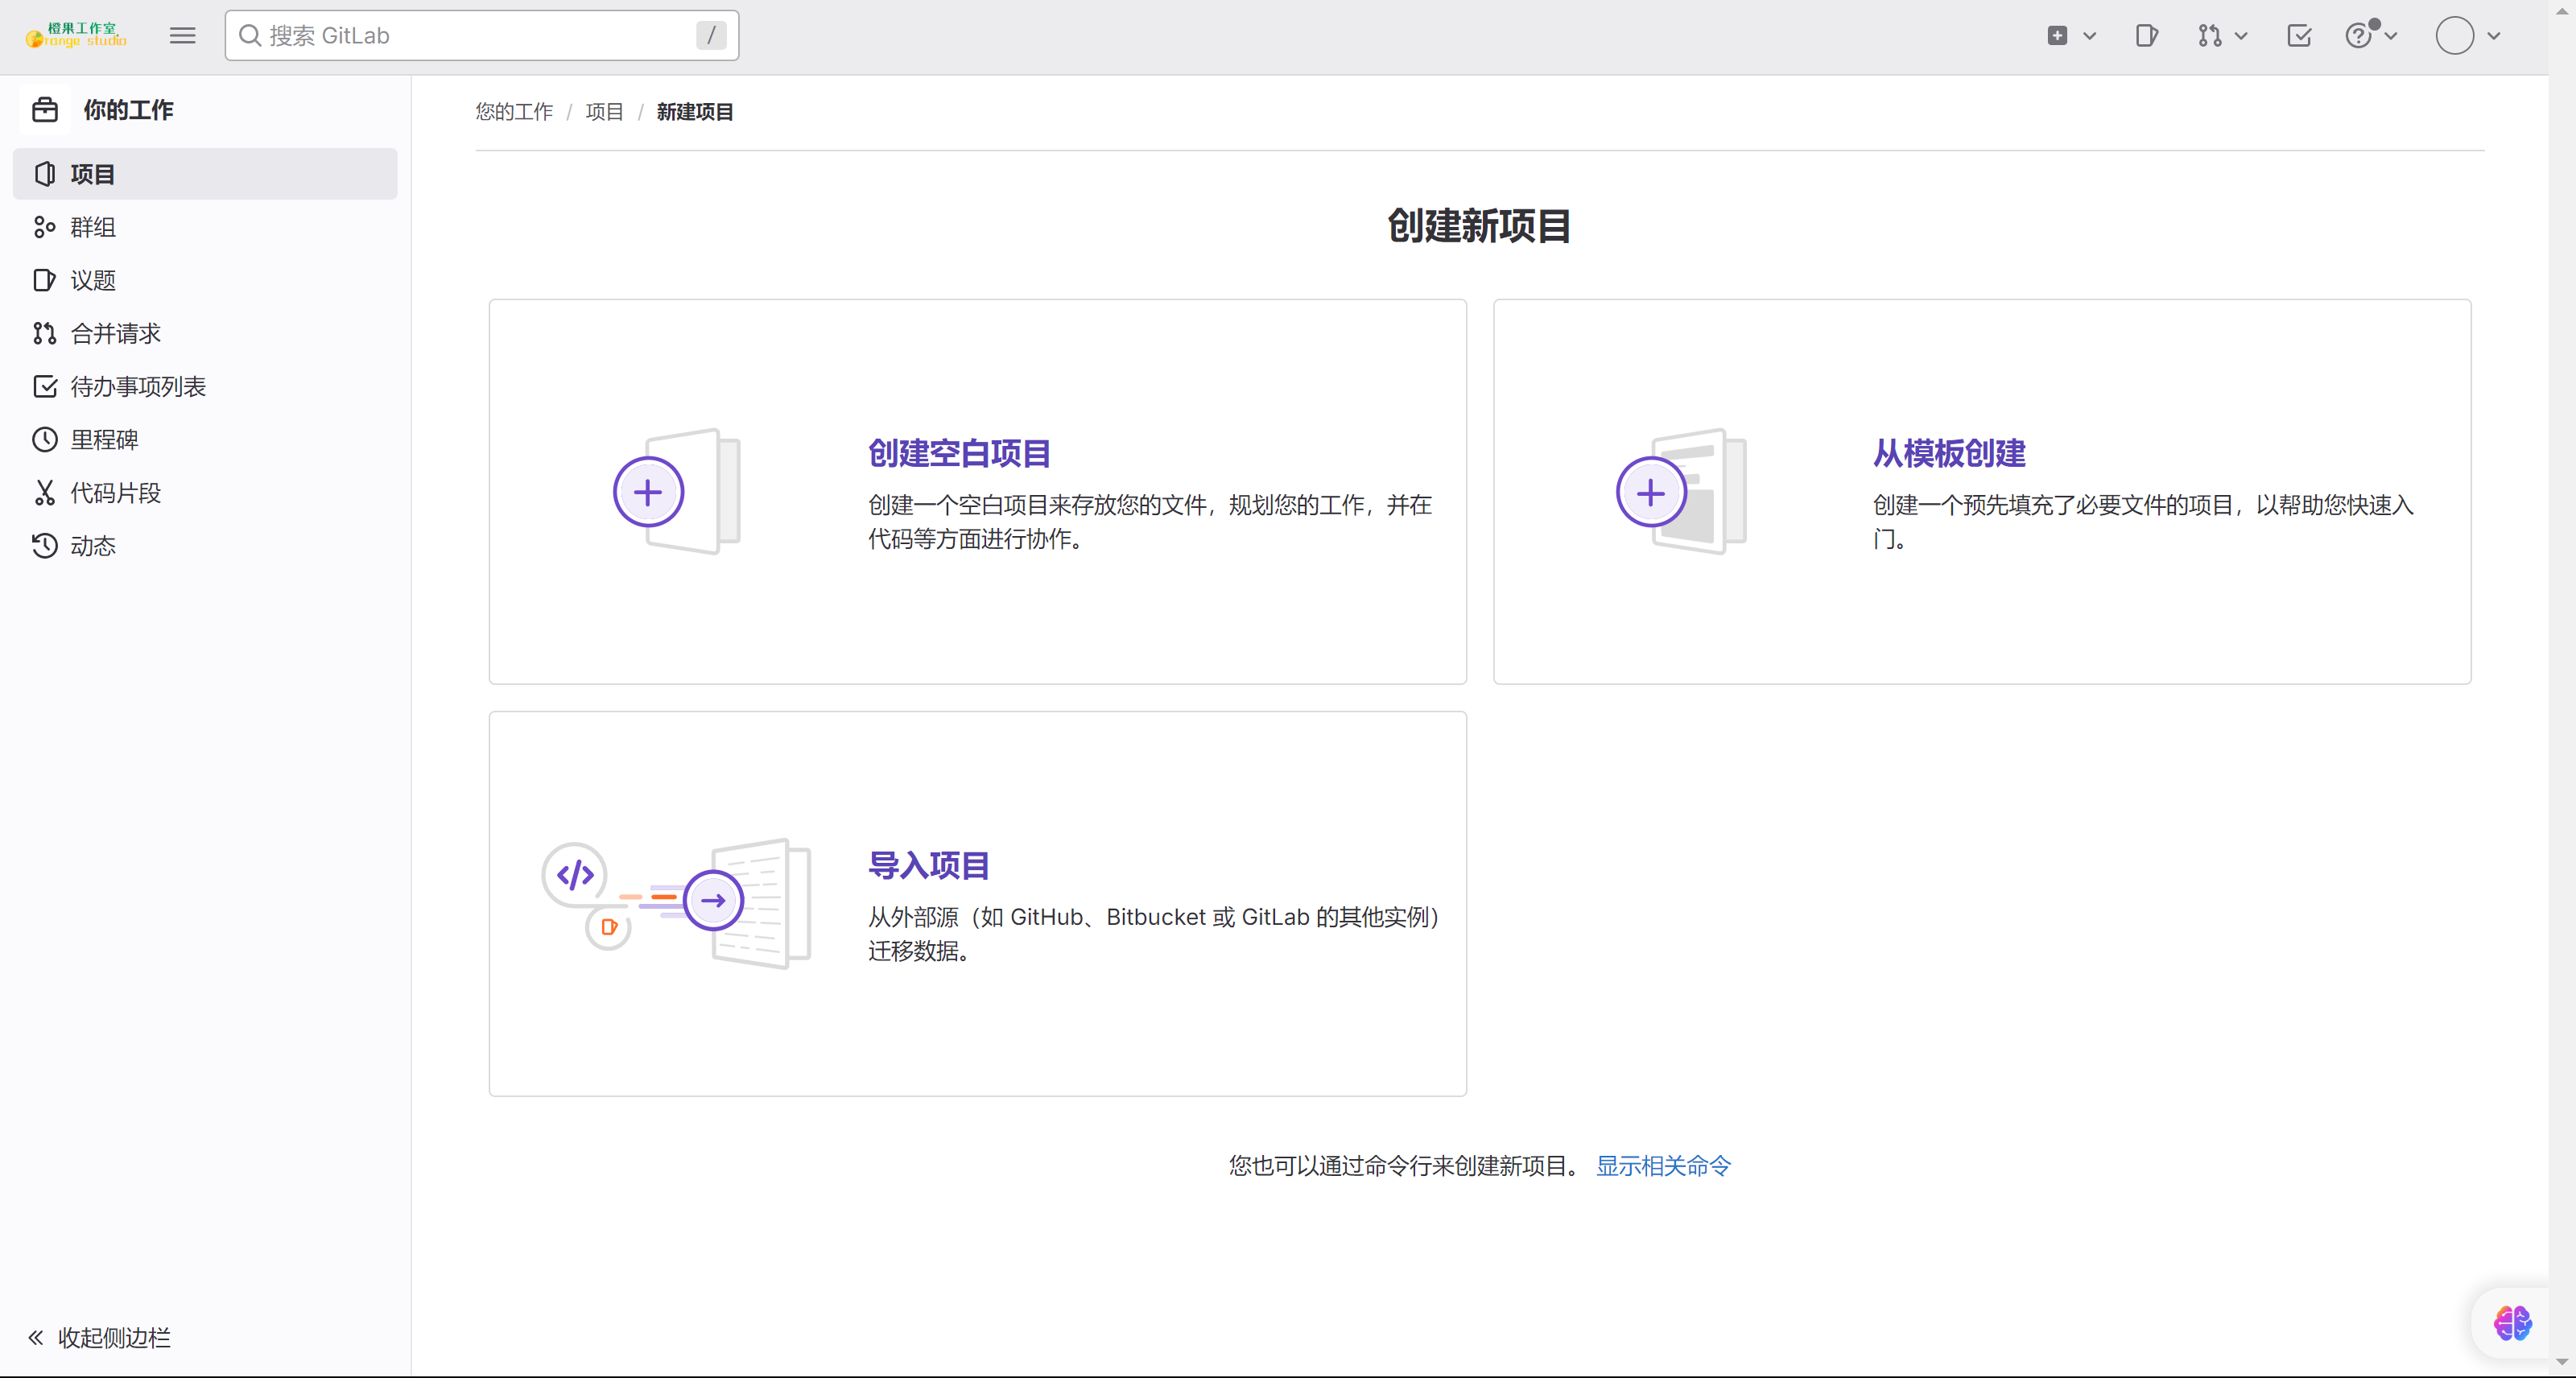 橙果工作室.
range studio
搜索 GitLab
/
你的工作
项目
群组
议题
合并请求
待办事项列表
里程碑
代码片段
动态
收起侧边栏
您的工作 / 项目 / 新建项目
创建新项目
创建空白项目
创建一个空白项目来存放您的文件，规划您的工作，并在
代码等方面进行协作。
从模板创建
创建一个预先填充了必要文件的项目，以帮助您快速入
门。
导入项目
从外部源（如 GitHub、Bitbucket 或 GitLab 的其他实例）
迁移数据。
您也可以通过命令行来创建新项目。 显示相关命令